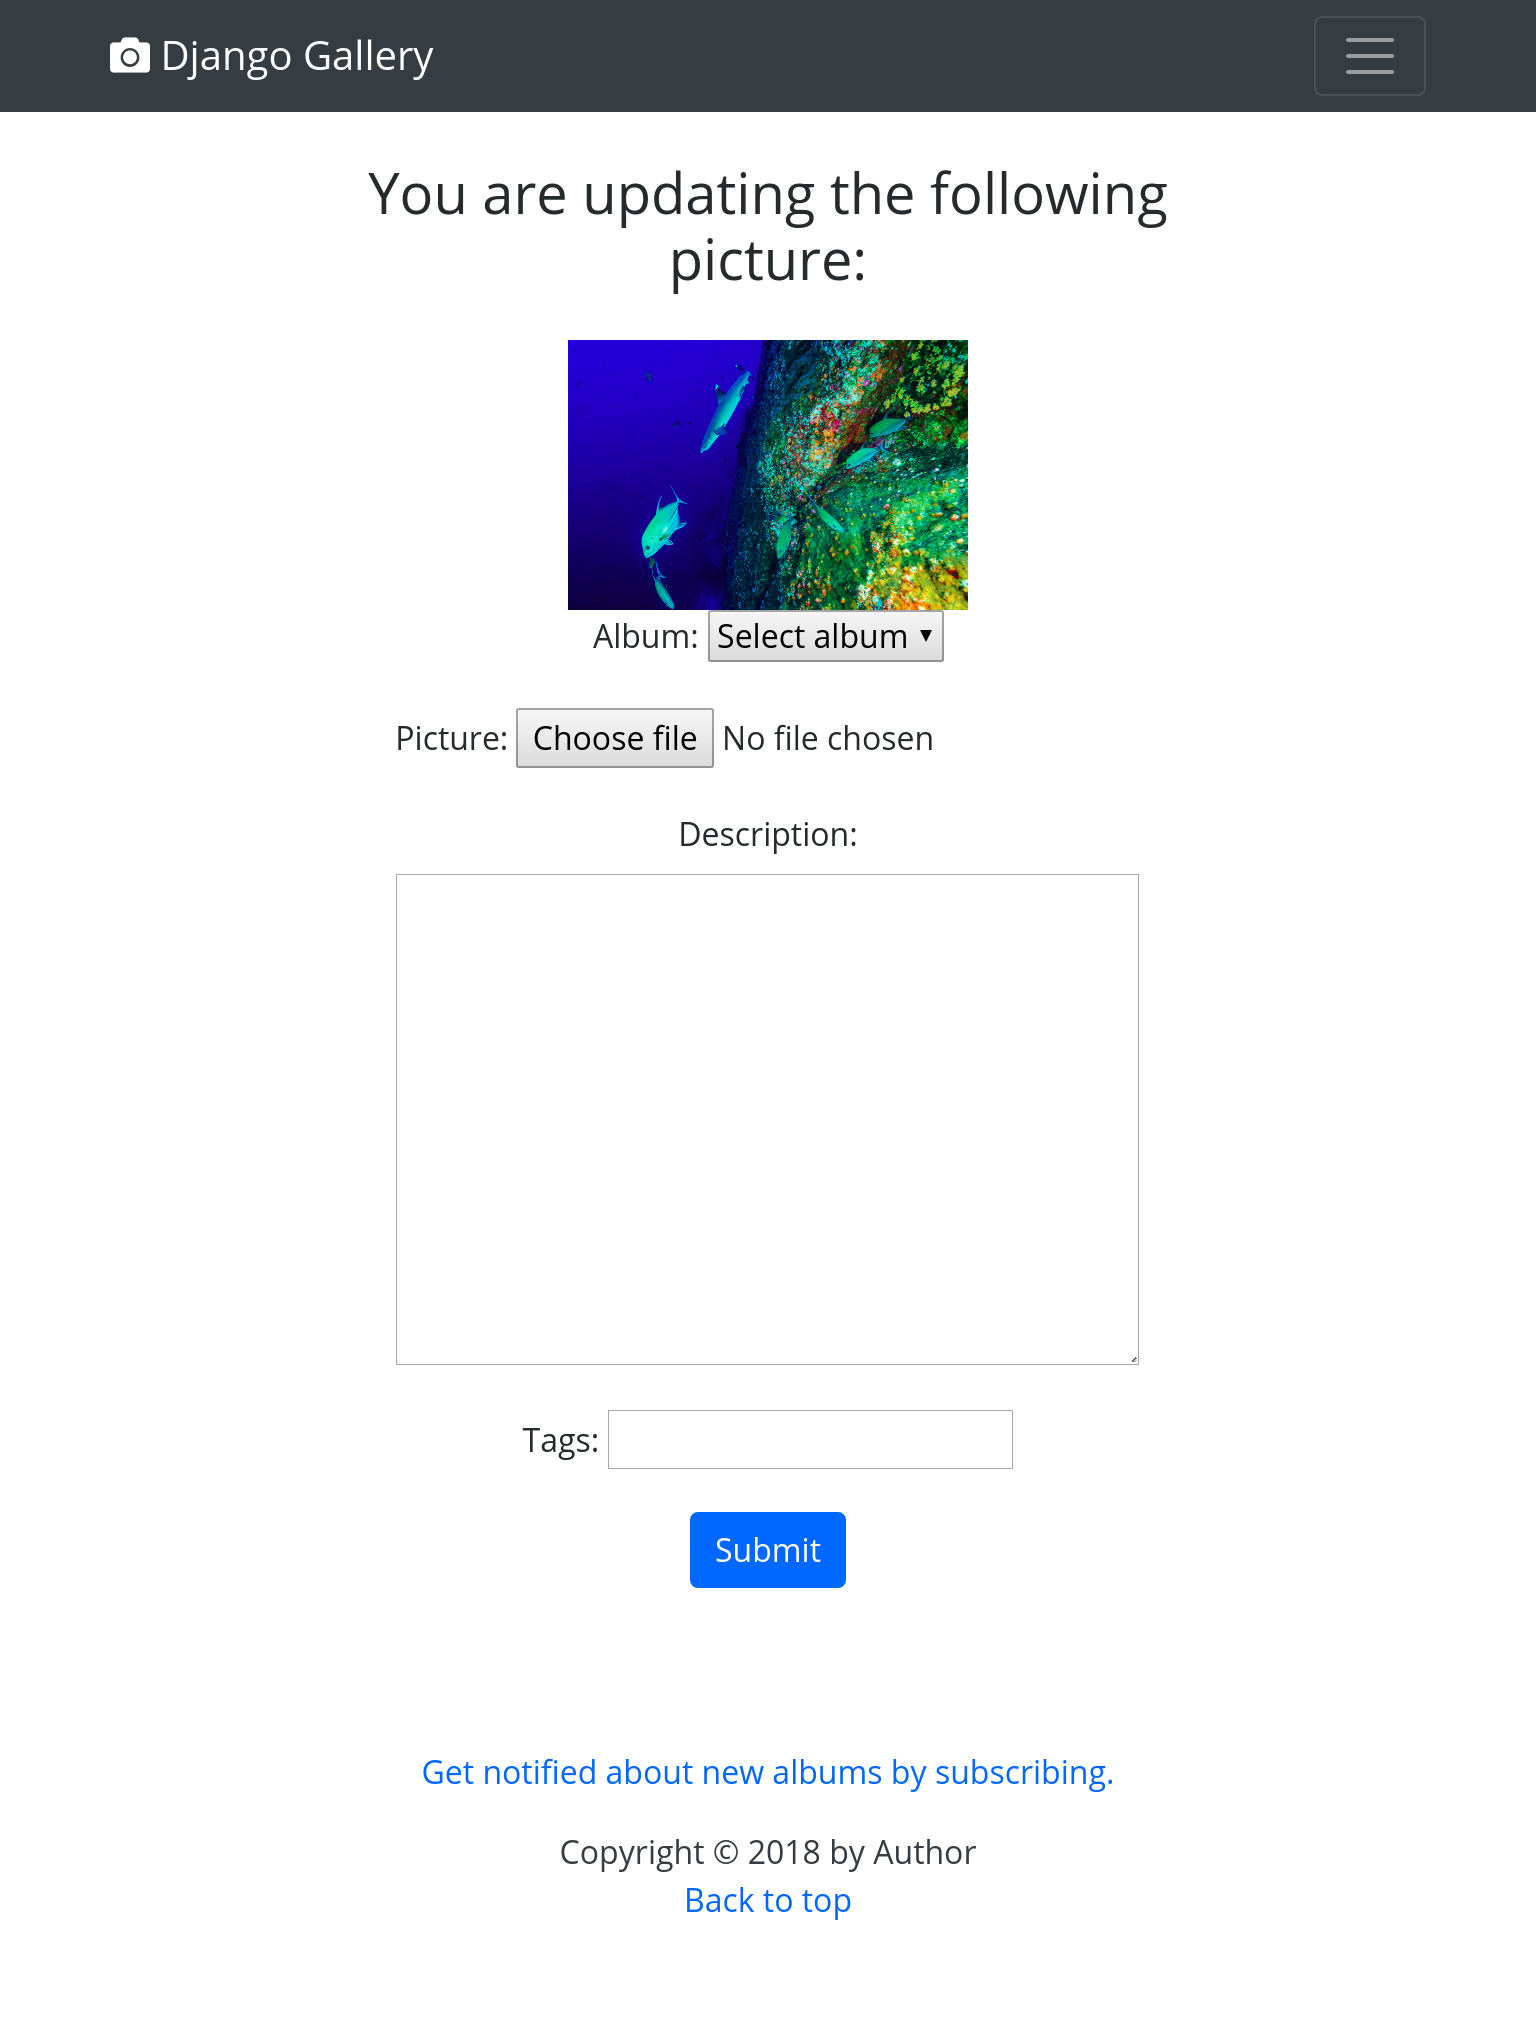 Django Gallery
You are updating the following
picture:
Album: Select album
Picture: Choose file No file chosen
Description:
Tags:
Submit
Get notified about new albums by subscribing.
Copyright © 2018 by Author
Back to top